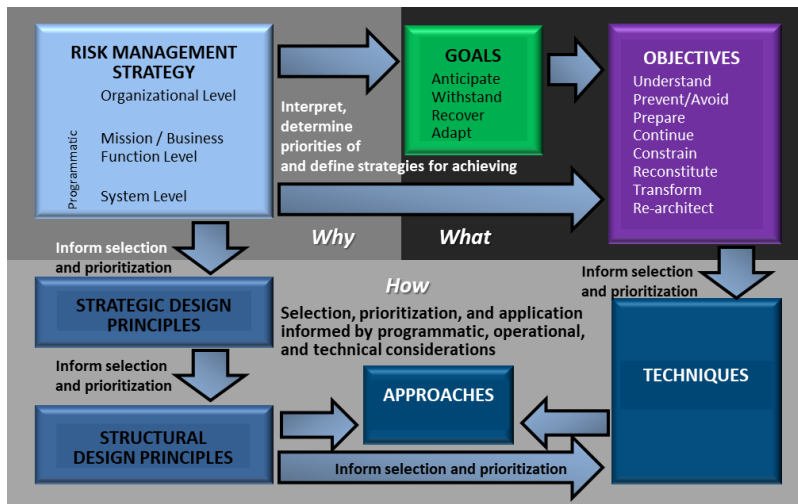 RISK MANAGEMENT
STRATEGY
Organizational Level
Programmatic
Mission / Business
Function Level
System Level
Interpret,
determine
priorities of
and define strategies for achieving
GOALS
Anticipate
Withstand
Recover
Adapt
OBJECTIVES
Understand
Prevent/Avoid
Prepare
Continue
Constrain
Reconstitute
Transform
Re-architect
Why
What
Inform selection
and prioritization
Inform selection
and prioritization
How
STRATEGIC DESIGN
PRINCIPLES
Selection, prioritization, and application
informed by programmatic, operational,
and technical considerations
Inform selection
and prioritization
APPROACHES
TECHNIQUES
STRUCTURAL
DESIGN PRINCIPLES
Inform selection and prioritization